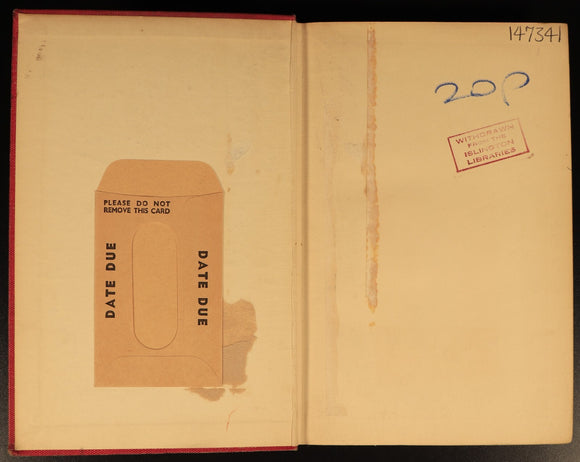 PLEASE DO NOT
REMOVE THIS CARD
DATE DUE
DATE DUE
147341
20p
WITHDRAWN
FROM THE
ISLINGTON
LIBRARIES